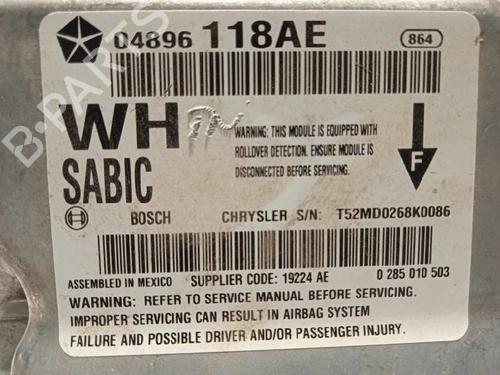 04896 118AE 864
WH
WARNING: THIS MODULE IS EQUIPPED WITH
ROLLOVER DETECTION. ENSURE MODULE IS
DISCONNECTED BEFORE SERVICING.
F
SABIC
BOSCH CHRYSLER S/N: T52MD0268K0086
ASSEMBLED IN MEXICO SUPPLIER CODE: 19224 AE 0 285 010 503
WARNING: REFER TO SERVICE MANUAL BEFORE SERVICING.
IMPROPER SERVICING CAN RESULT IN AIRBAG SYSTEM
FAILURE AND POSSIBLE DRIVER AND/OR PASSENGER INJURY.
B-PARTS